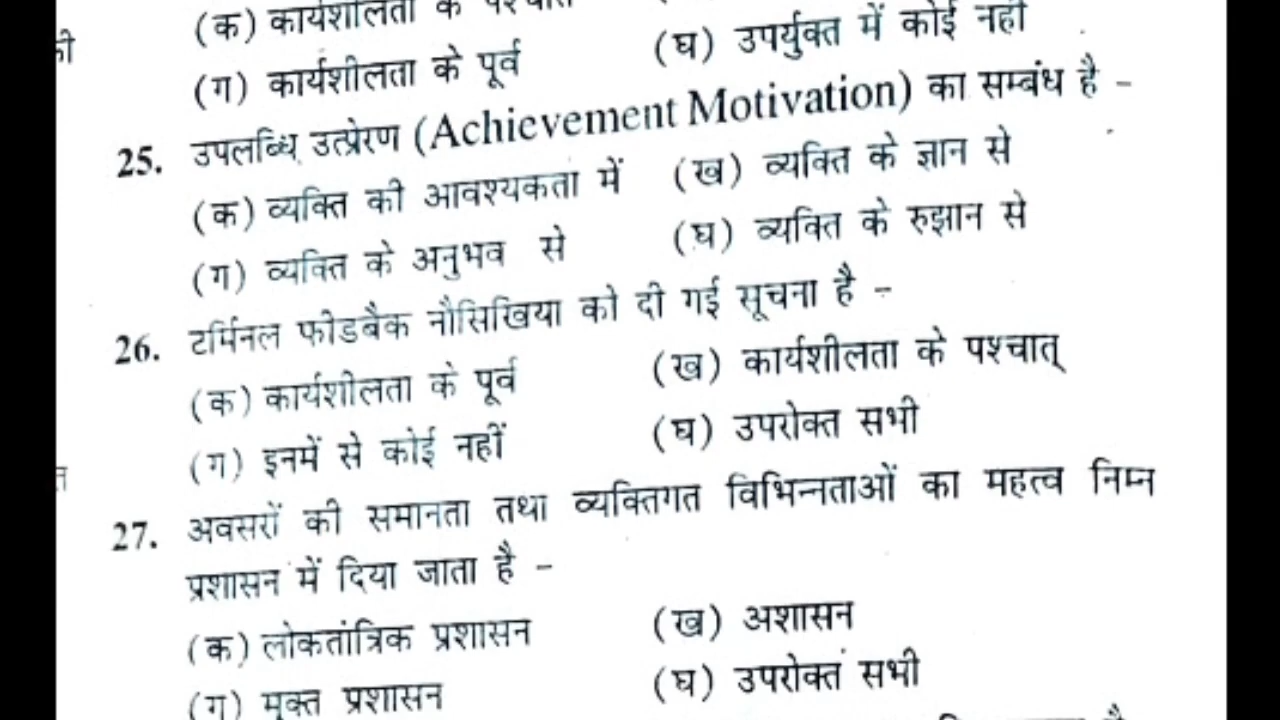 की
(क) कार्यशीलता के पश्चात
(घ) उपर्युक्त में कोई नहीं
(ग) कार्यशीलता के पूर्व
25. उपलब्धि उत्प्रेरण (Achievement Motivation) का सम्बंध है -
(क) व्यक्ति की आवश्यकता में (ख) व्यक्ति के ज्ञान से
(ग) व्यक्ति के अनुभव से (घ) व्यक्ति के रुझान से
26. टर्मिनल फीडबैक नौसिखिया को दी गई सूचना है -
(क) कार्यशीलता के पूर्व (ख) कार्यशीलता के पश्चात्
(ग) इनमें से कोई नहीं (घ) उपरोक्त सभी
27. अवसरों की समानता तथा व्यक्तिगत विभिन्नताओं का महत्व निम्न
प्रशासन में दिया जाता है -
(क) लोकतांत्रिक प्रशासन (ख) अशासन
(ग) मुक्त प्रशासन (घ) उपरोक्त सभी